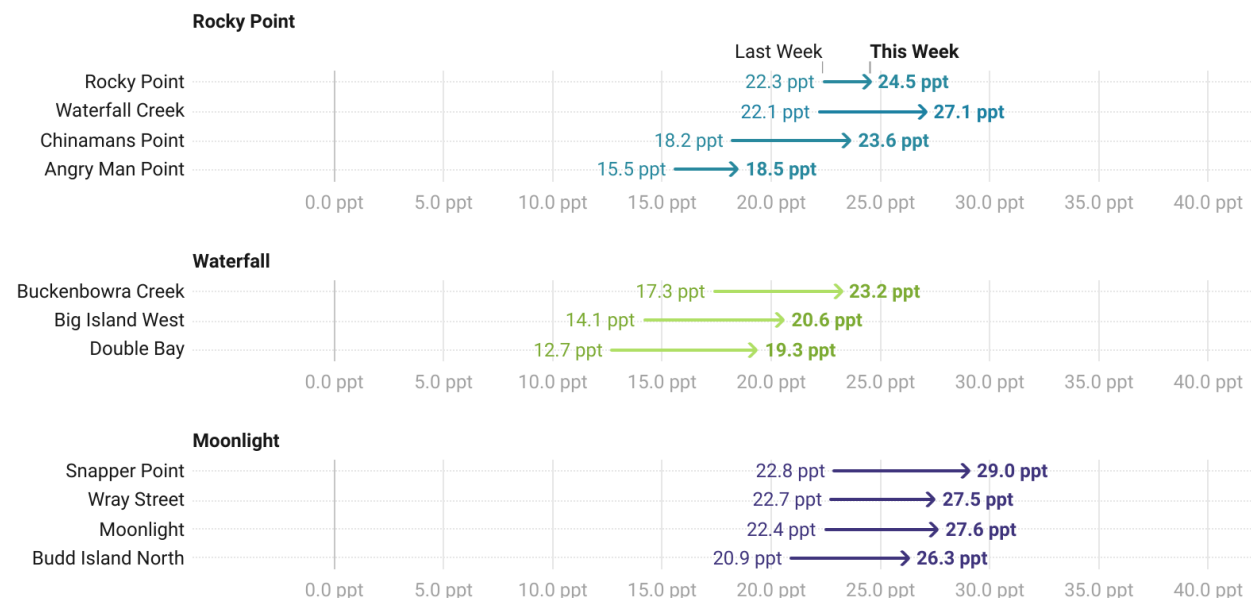 Rocky Point
Last Week This Week
Rocky Point 22.3 ppt 24.5 ppt
Waterfall Creek 22.1 ppt 27.1 ppt
Chinamans Point 18.2 ppt 23.6 ppt
Angry Man Point 15.5 ppt 18.5 ppt
0.0 ppt 5.0 ppt 10.0 ppt 15.0 ppt 20.0 ppt 25.0 ppt 30.0 ppt 35.0 ppt 40.0 ppt
Waterfall
Buckenbowra Creek 17.3 ppt 23.2 ppt
Big Island West 14.1 ppt 20.6 ppt
Double Bay 12.7 ppt 19.3 ppt
0.0 ppt 5.0 ppt 10.0 ppt 15.0 ppt 20.0 ppt 25.0 ppt 30.0 ppt 35.0 ppt 40.0 ppt
Moonlight
Snapper Point 22.8 ppt 29.0 ppt
Wray Street 22.7 ppt 27.5 ppt
Moonlight 22.4 ppt 27.6 ppt
Budd Island North 20.9 ppt 26.3 ppt
0.0 ppt 5.0 ppt 10.0 ppt 15.0 ppt 20.0 ppt 25.0 ppt 30.0 ppt 35.0 ppt 40.0 ppt